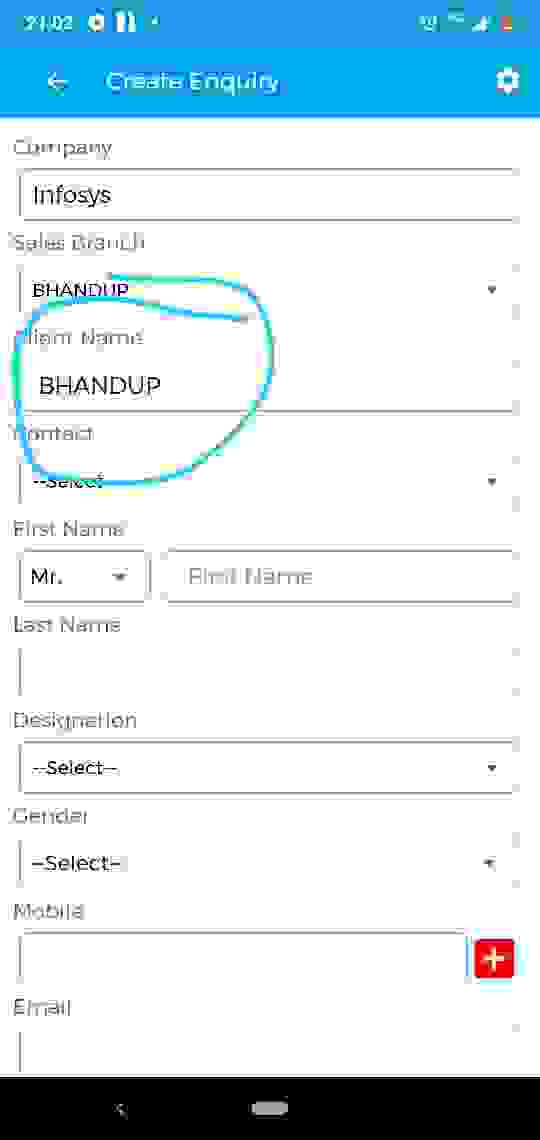 21:02
Create Enquiry
Company
Infosys
Sales Branch
BHANDUP
Client Name
BHANDUP
Contact
--Select
First Name
Mr. First Name
Last Name
Designation
--Select--
Gender
--Select--
Mobile
+
Email